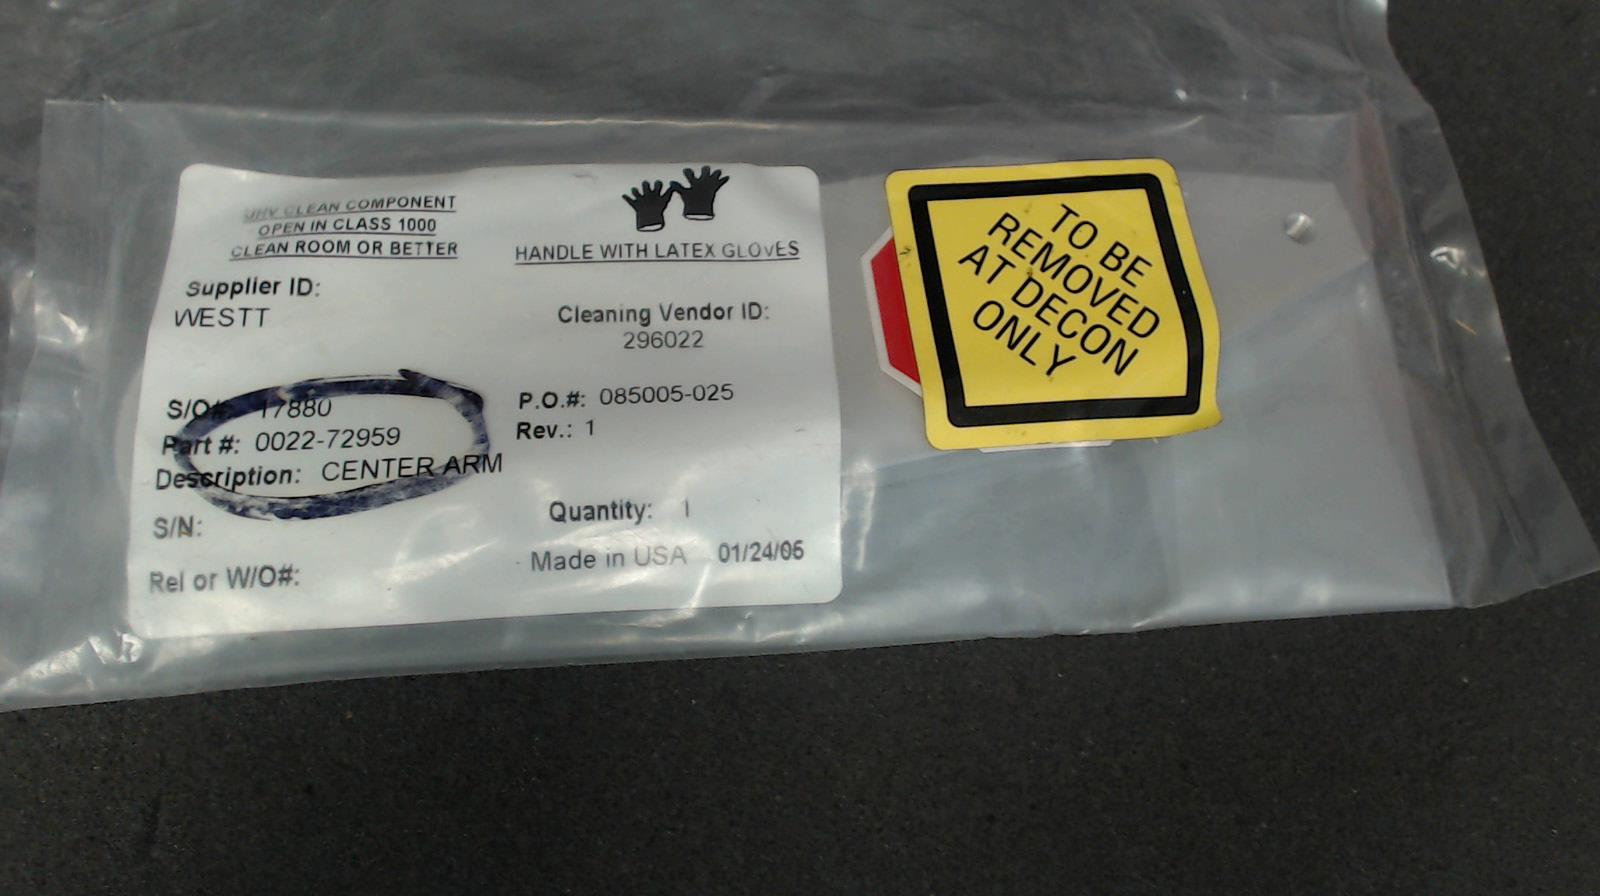 UHV CLEAN COMPONENT
OPEN IN CLASS 1000
CLEAN ROOM OR BETTER
HANDLE WITH LATEX GLOVES
Supplier ID:
WESTT
Cleaning Vendor ID:
296022
S/O#: 17880
P.O.#: 085005-025
Part #: 0022-72959
Rev.: 1
Description: CENTER ARM
S/N:
Quantity: 1
Rel or W/O#:
Made in USA 01/24/06
TO BE
REMOVED
AT DECON
ONLY